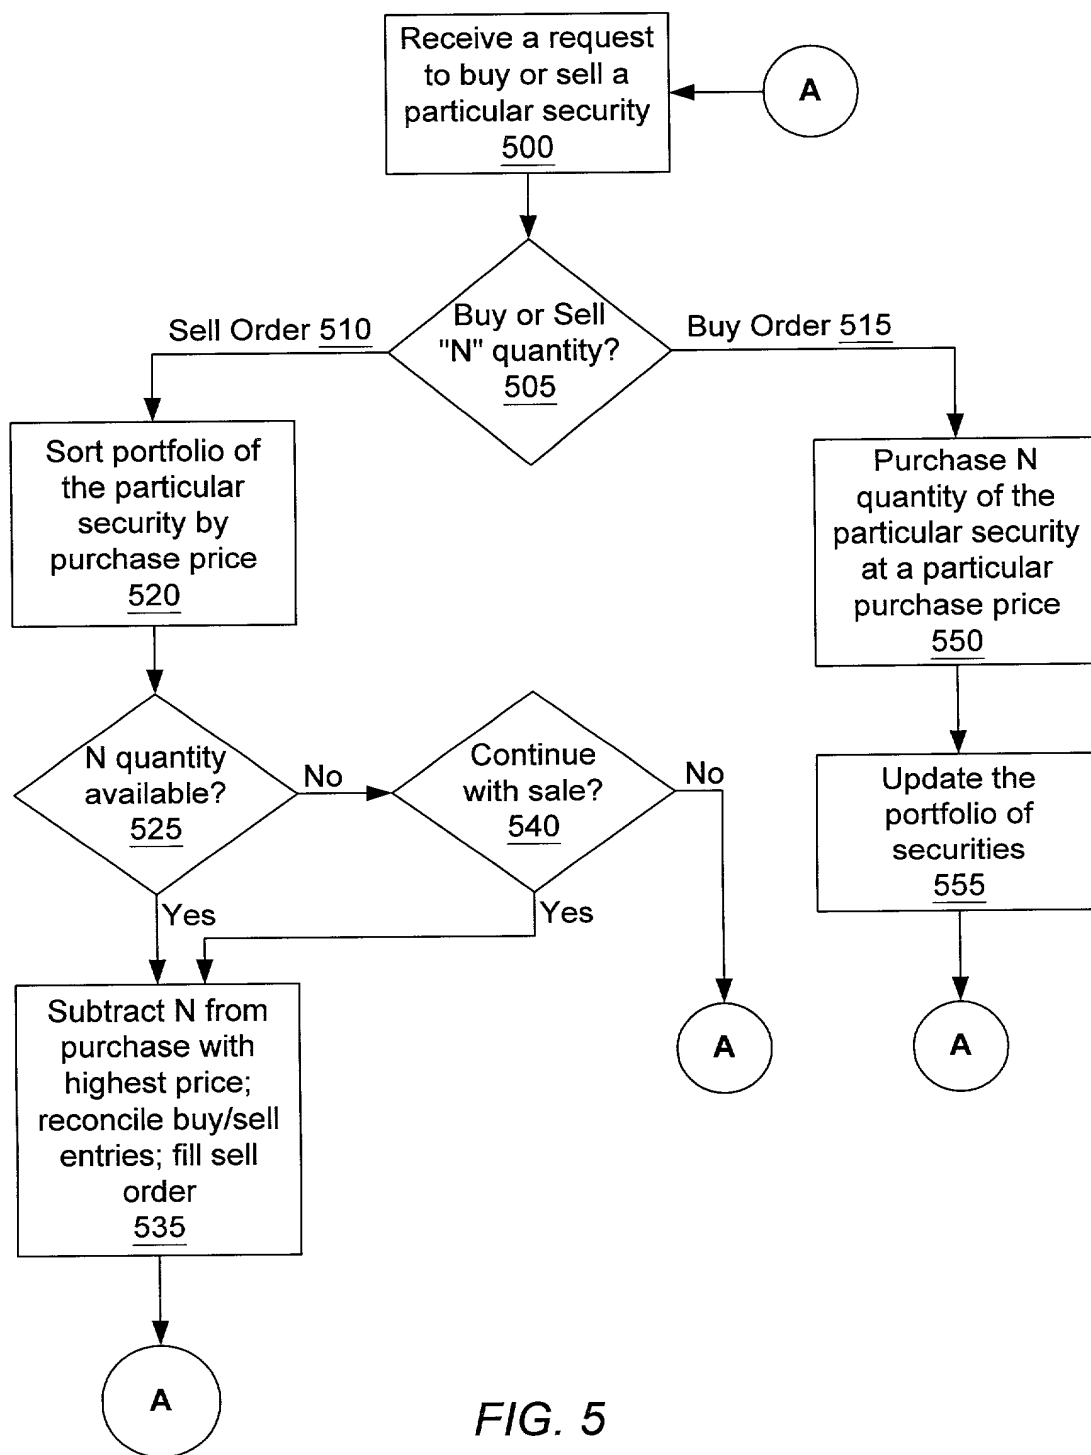 Receive a request
to buy or sell a
particular security
500
A
Buy or Sell
"N" quantity?
505
Sell Order 510
Buy Order 515
Sort portfolio of
the particular
security by
purchase price
520
Purchase N
quantity of the
particular security
at a particular
purchase price
550
N quantity
available?
525
No
Continue
with sale?
540
No
Update the
portfolio of
securities
555
Yes
Yes
Subtract N from
purchase with
highest price;
reconcile buy/sell
entries; fill sell
order
535
A
A
A
FIG. 5